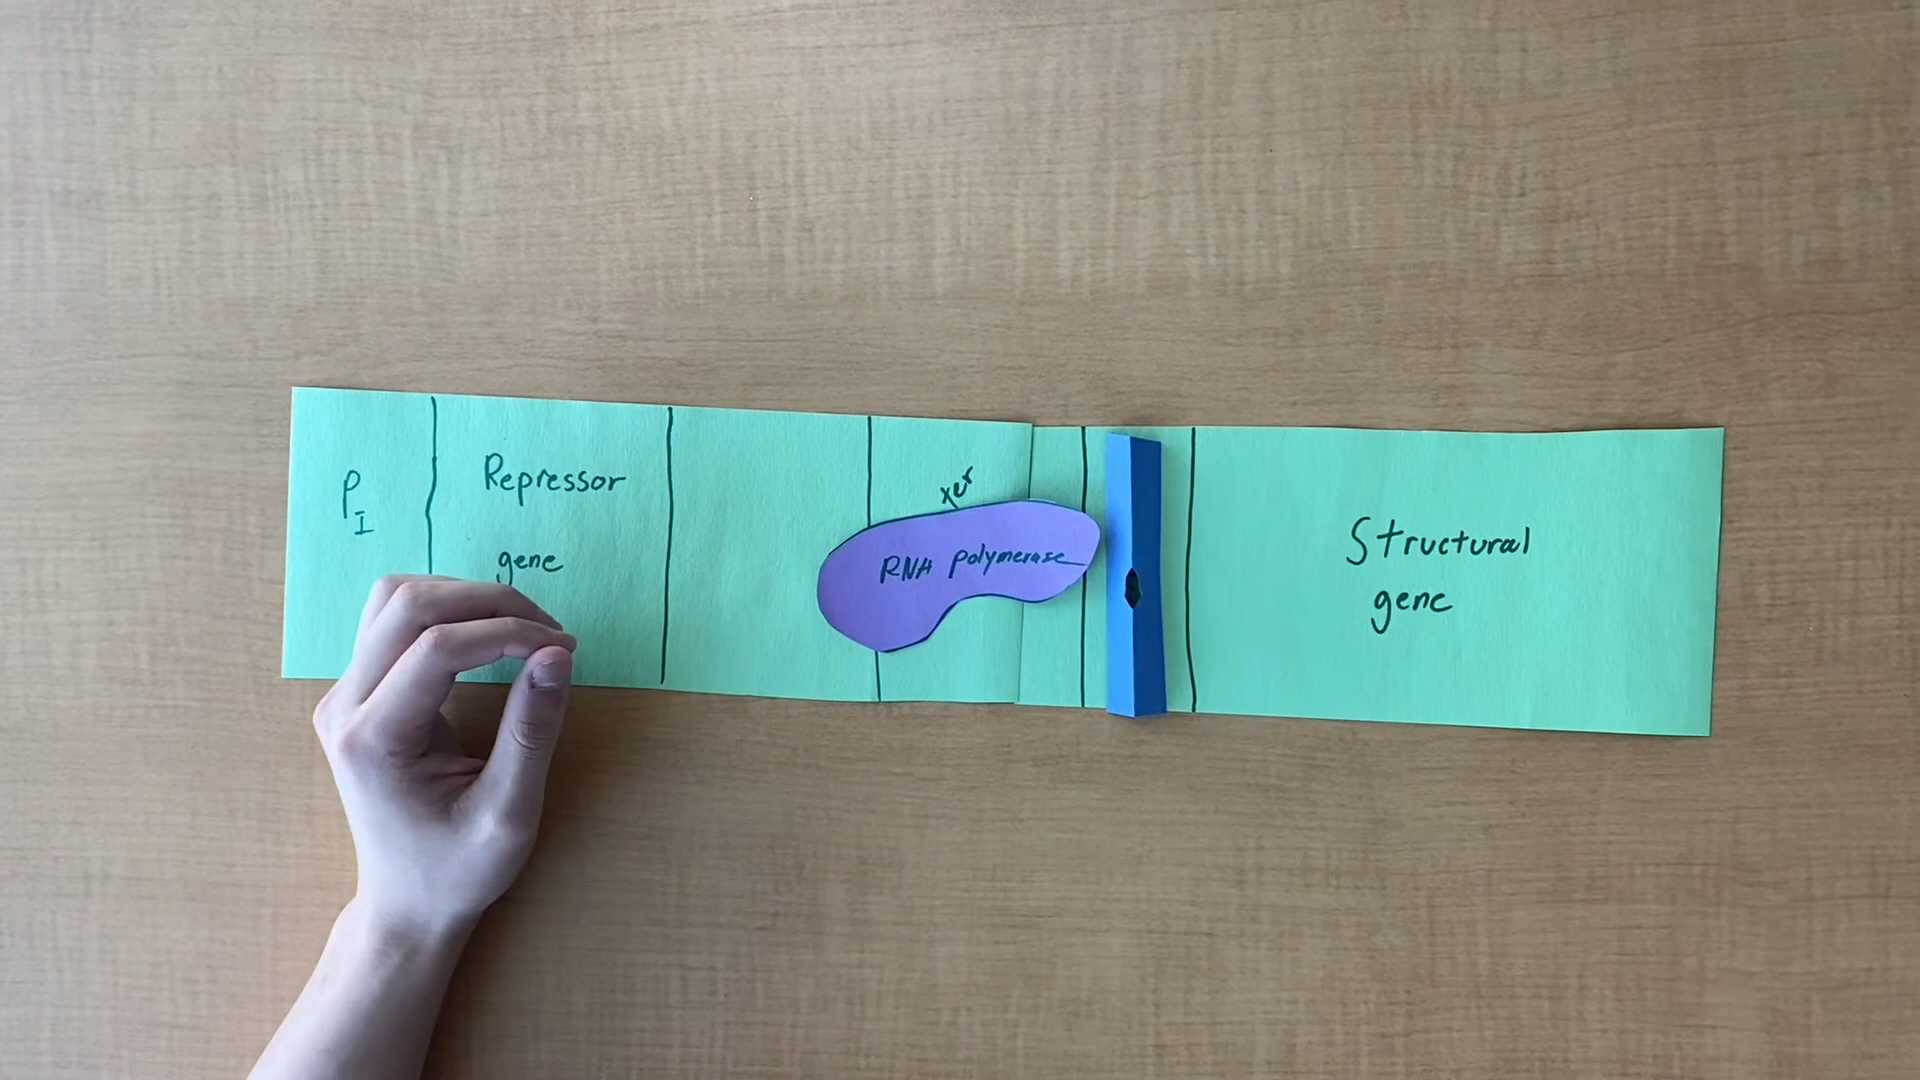 P
I
Repressor
gene
RNA polymerase
Structural
gene